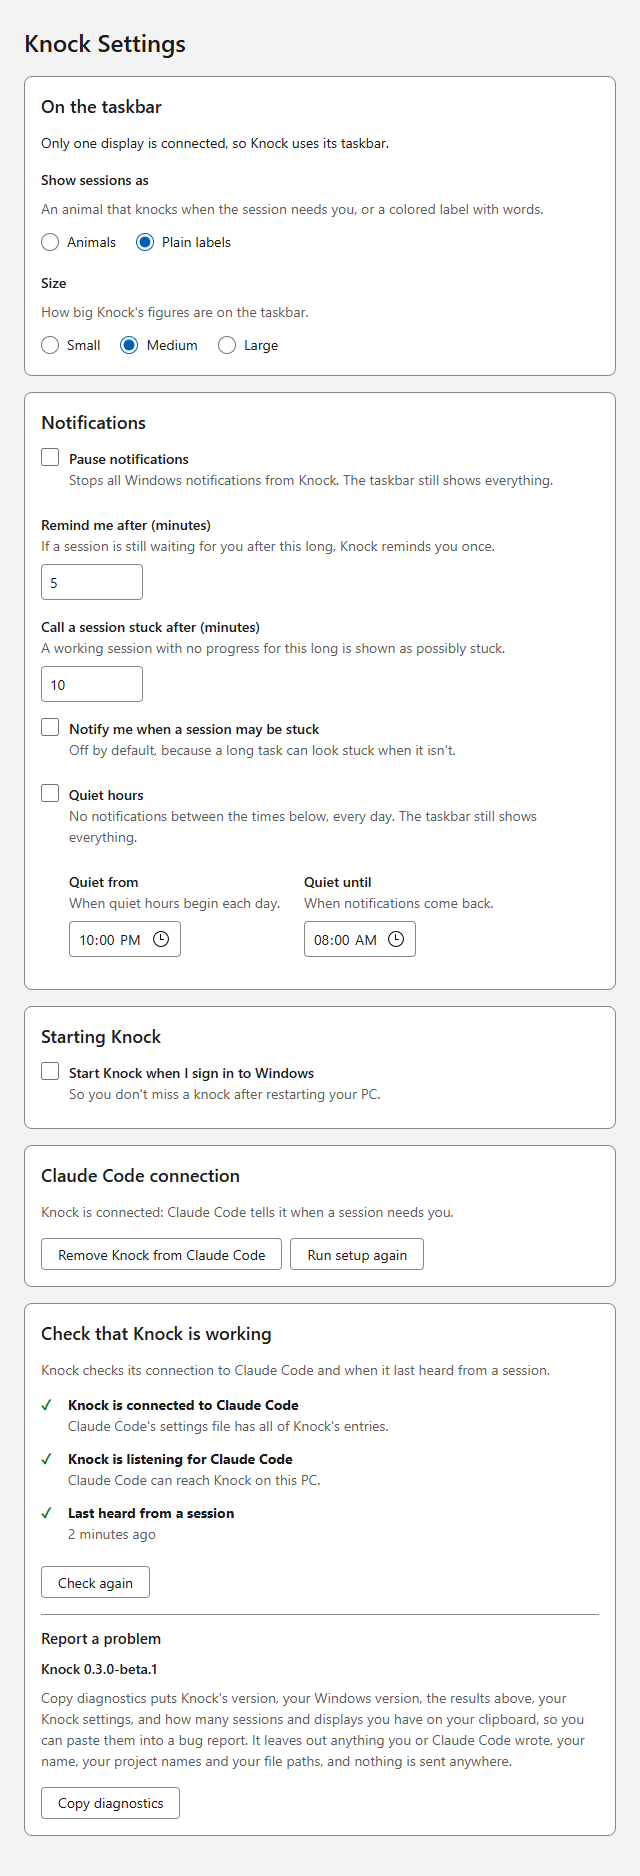 Knock Settings
On the taskbar
Only one display is connected, so Knock uses its taskbar.
Show sessions as
An animal that knocks when the session needs you, or a colored label with words.
Animals Plain labels
Size
How big Knock's figures are on the taskbar.
Small Medium Large
Notifications
Pause notifications
Stops all Windows notifications from Knock. The taskbar still shows everything.
Remind me after (minutes)
If a session is still waiting for you after this long, Knock reminds you once.
5
Call a session stuck after (minutes)
A working session with no progress for this long is shown as possibly stuck.
10
Notify me when a session may be stuck
Off by default, because a long task can look stuck when it isn't.
Quiet hours
No notifications between the times below, every day. The taskbar still shows
everything.
Quiet from Quiet until
When quiet hours begin each day. When notifications come back.
10:00 PM 08:00 AM
Starting Knock
Start Knock when I sign in to Windows
So you don't miss a knock after restarting your PC.
Claude Code connection
Knock is connected: Claude Code tells it when a session needs you.
Remove Knock from Claude Code Run setup again
Check that Knock is working
Knock checks its connection to Claude Code and when it last heard from a session.
Knock is connected to Claude Code
Claude Code's settings file has all of Knock's entries.
Knock is listening for Claude Code
Claude Code can reach Knock on this PC.
Last heard from a session
2 minutes ago
Check again
Report a problem
Knock 0.3.0-beta.1
Copy diagnostics puts Knock's version, your Windows version, the results above, your
Knock settings, and how many sessions and displays you have on your clipboard, so you
can paste them into a bug report. It leaves out anything you or Claude Code wrote, your
name, your project names and your file paths, and nothing is sent anywhere.
Copy diagnostics